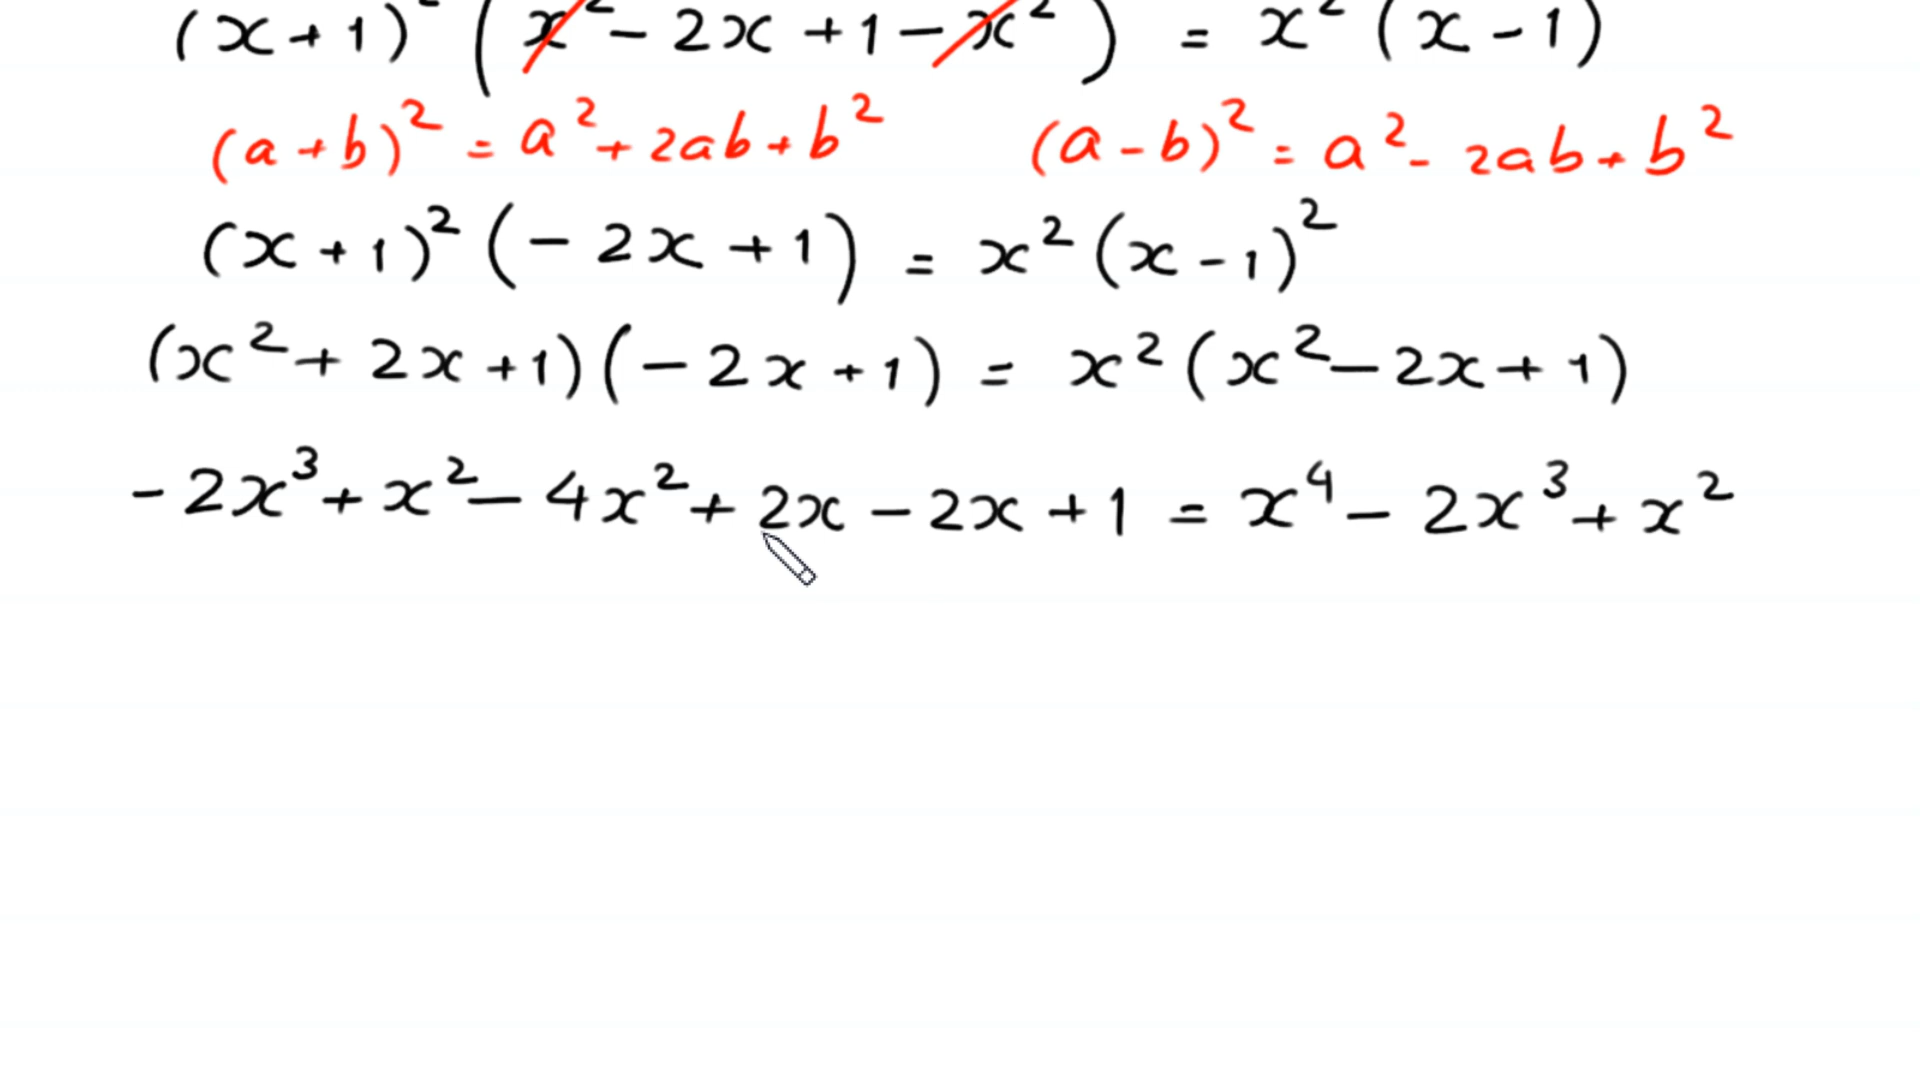 (x + 1)² (x² - 2x + 1 - x²) = x² (x - 1)
(a + b)² = a² + 2ab + b² (a - b)² = a² - 2ab + b²
(x + 1)² (- 2x + 1) = x² (x - 1)²
(x² + 2x + 1) (- 2x + 1) = x² (x² - 2x + 1)
- 2x³ + x² - 4x² + 2x - 2x + 1 = x⁴ - 2x³ + x²